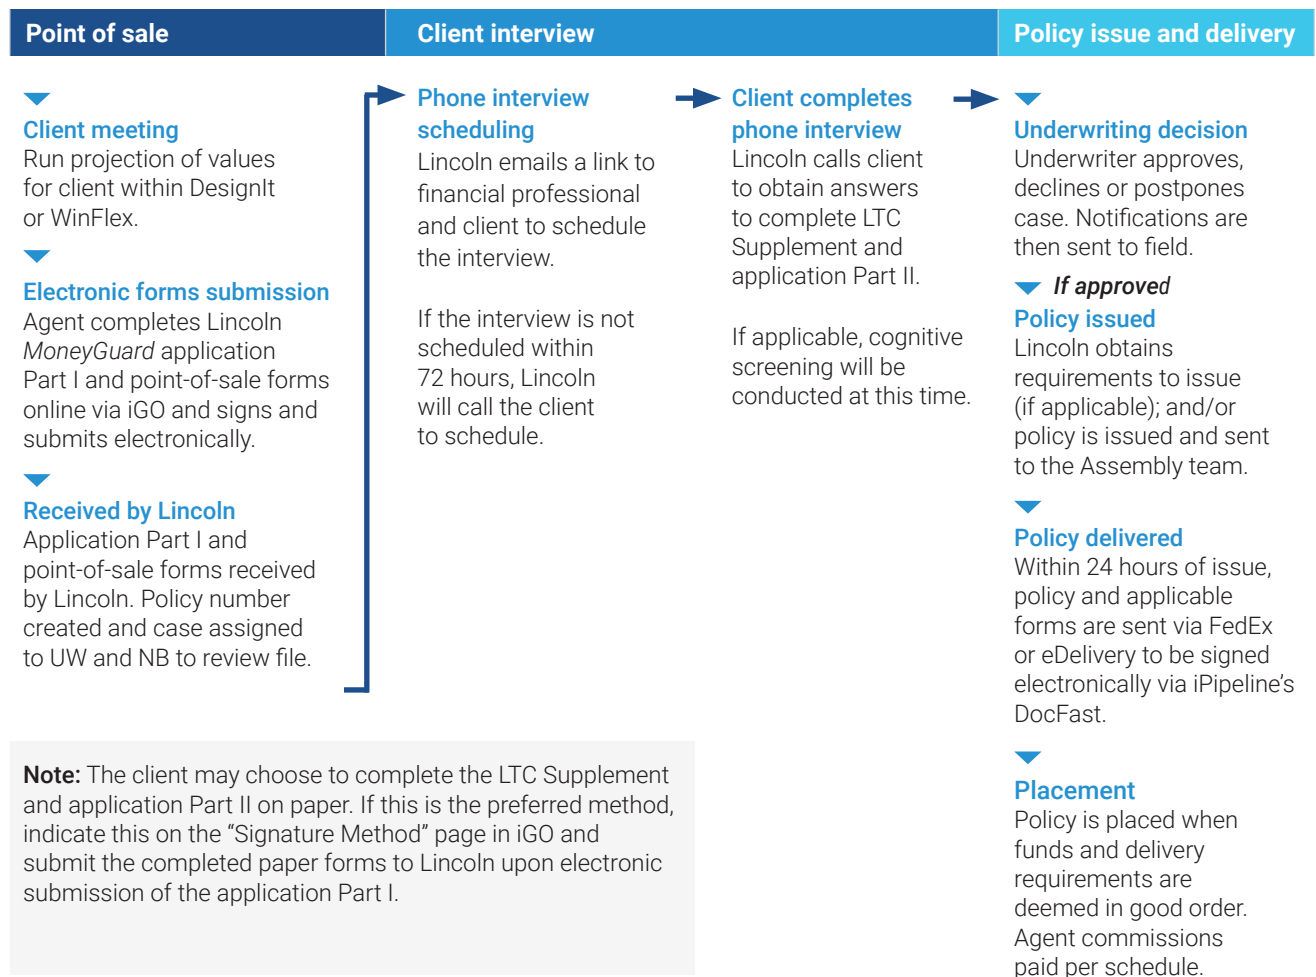 Point of sale
Client interview
Policy issue and delivery
Client meeting
Run projection of values
for client within DesignIt
or WinFlex.
Electronic forms submission
Agent completes Lincoln
MoneyGuard application
Part I and point-of-sale forms
online via iGO and signs and
submits electronically.
Received by Lincoln
Application Part I and
point-of-sale forms received
by Lincoln. Policy number
created and case assigned
to UW and NB to review file.
Phone interview
scheduling
Lincoln emails a link to
financial professional
and client to schedule
the interview.
If the interview is not
scheduled within
72 hours, Lincoln
will call the client
to schedule.
Client completes
phone interview
Lincoln calls client
to obtain answers
to complete LTC
Supplement and
application Part II.
If applicable, cognitive
screening will be
conducted at this time.
Underwriting decision
Underwriter approves,
declines or postpones
case. Notifications are
then sent to field.
If approved
Policy issued
Lincoln obtains
requirements to issue
(if applicable); and/or
policy is issued and sent
to the Assembly team.
Policy delivered
Within 24 hours of issue,
policy and applicable
forms are sent via FedEx
or eDelivery to be signed
electronically via iPipeline's
DocFast.
Placement
Policy is placed when
funds and delivery
requirements are
deemed in good order.
Agent commissions
paid per schedule.
Note: The client may choose to complete the LTC Supplement
and application Part II on paper. If this is the preferred method,
indicate this on the “Signature Method” page in iGO and
submit the completed paper forms to Lincoln upon electronic
submission of the application Part I.